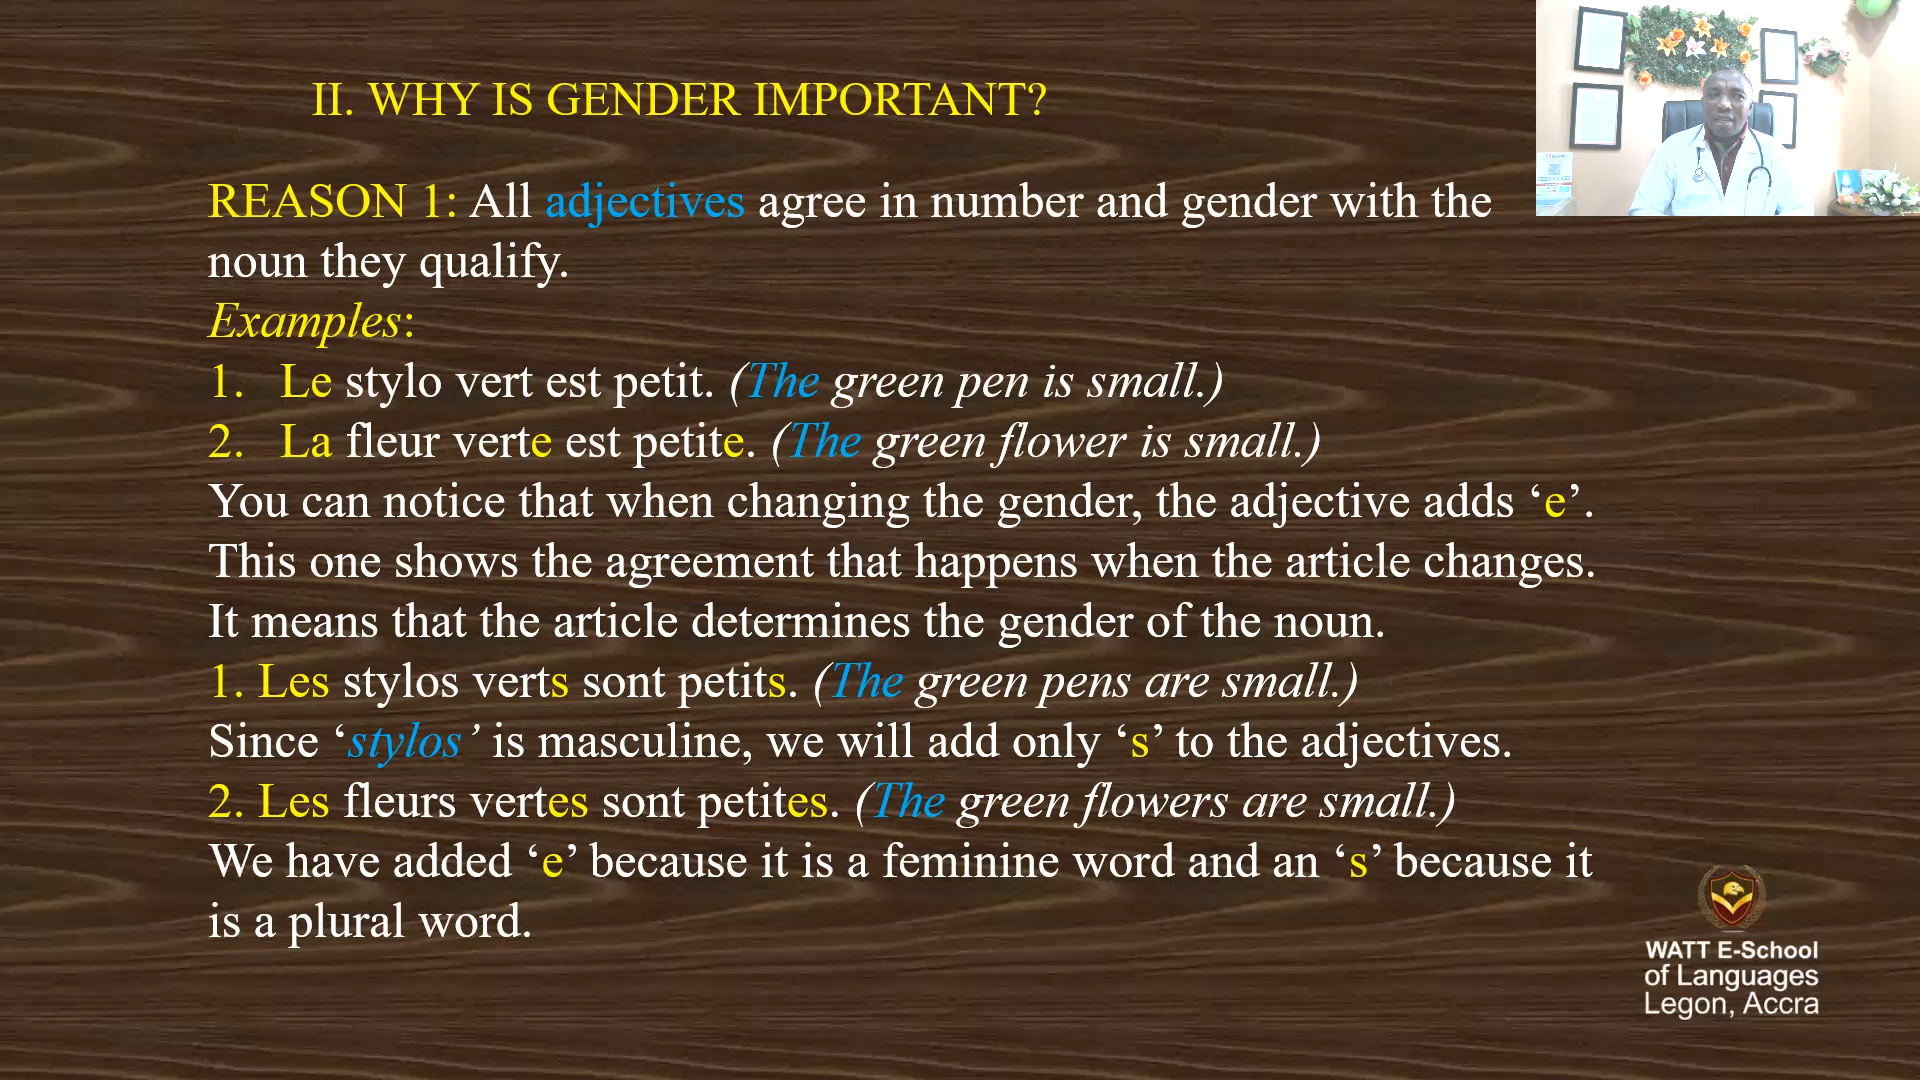 II. WHY IS GENDER IMPORTANT?
REASON 1: All adjectives agree in number and gender with the
noun they qualify.
Examples:
1. Le stylo vert est petit. (The green pen is small.)
2. La fleur verte est petite. (The green flower is small.)
You can notice that when changing the gender, the adjective adds ‘e’.
This one shows the agreement that happens when the article changes.
It means that the article determines the gender of the noun.
1. Les stylos verts sont petits. (The green pens are small.)
Since ‘stylos’ is masculine, we will add only ‘s’ to the adjectives.
2. Les fleurs vertes sont petites. (The green flowers are small.)
We have added ‘e’ because it is a feminine word and an ‘s’ because it
is a plural word.
WATT E-School
of Languages
Legon, Accra